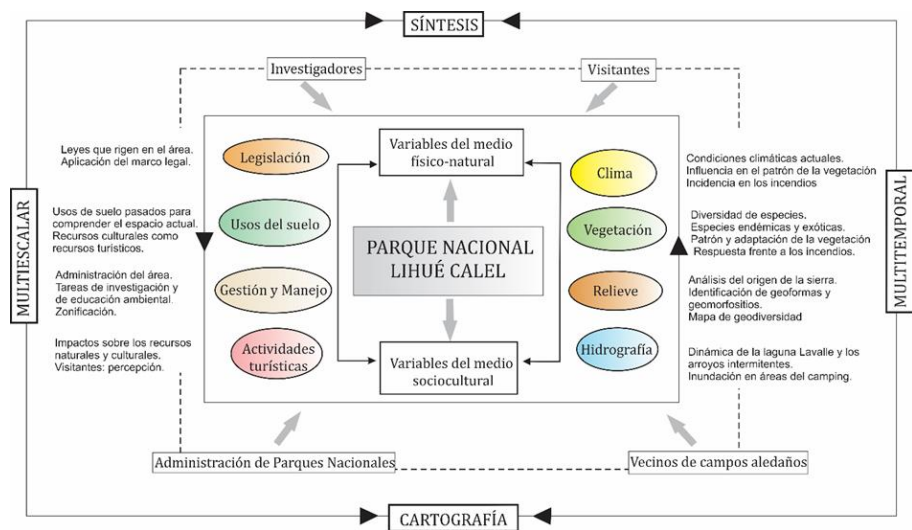 SÍNTESIS
Investigadores
Visitantes
MULTIESCALAR
Leyes que rigen en el área.
Aplicación del marco legal.
Usos de suelo pasados para
comprender el espacio actual.
Recursos culturales como
recursos turísticos.
Administración del área.
Tareas de investigación y
de educación ambiental.
Zonificación.
Impactos sobre los recursos
naturales y culturales.
Visitantes: percepción.
Legislación
Usos del suelo
Gestión y Manejo
Actividades
turísticas
Variables del medio
físico-natural
PARQUE NACIONAL
LIHUÉ CALEL
Variables del medio
sociocultural
Clima
Vegetación
Relieve
Hidrografía
Condiciones climáticas actuales.
Influencia en el patrón de la vegetación
Incidencia en los incendios
Diversidad de especies.
Especies endémicas y exóticas.
Patrón y adaptación de la vegetación
Respuesta frente a los incendios.
Análisis del origen de la sierra.
Identificación de geoformas y
geomorfositios.
Mapa de geodiversidad
Dinámica de la laguna Lavalle y los
arroyos intermitentes.
Inundación en áreas del camping.
MULTITEMPORAL
Administración de Parques Nacionales
Vecinos de campos aledaños
CARTOGRAFÍA